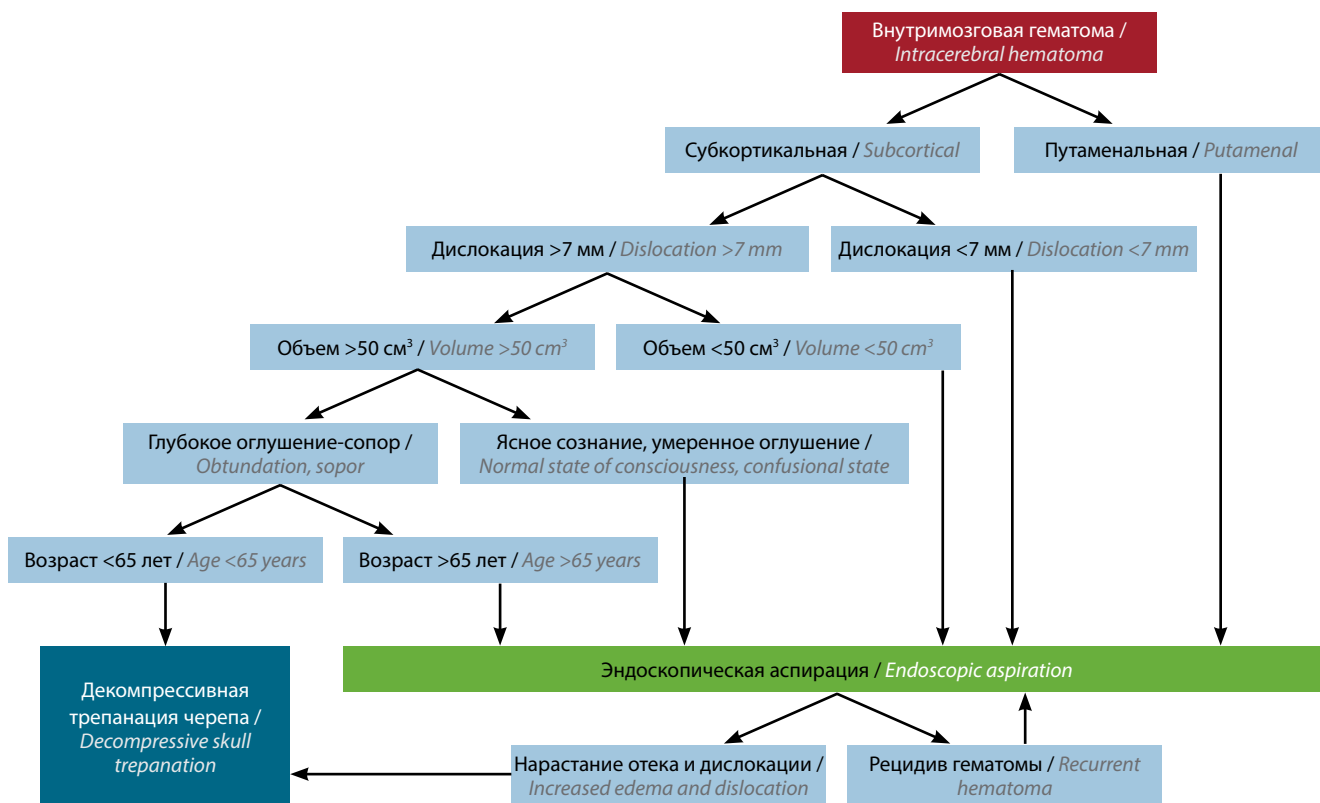 Внутримозговая гематома /
Intracerebral hematoma
Субкортикальная / Subcortical
Путаменальная / Putamenal
Дислокация >7 мм / Dislocation >7 mm
Дислокация <7 мм / Dislocation <7 mm
Объем >50 см³ / Volume >50 cm³
Объем <50 см³ / Volume <50 cm³
Глубокое оглушение-сопор /
Obtundation, sopor
Ясное сознание, умеренное оглушение /
Normal state of consciousness, confusional state
Возраст <65 лет / Age <65 years
Возраст >65 лет / Age >65 years
Декомпрессивная
трепанация черепа /
Decompressive skull
trepanation
Эндоскопическая аспирация / Endoscopic aspiration
Нарастание отека и дислокации /
Increased edema and dislocation
Рецидив гематомы / Recurrent
hematoma